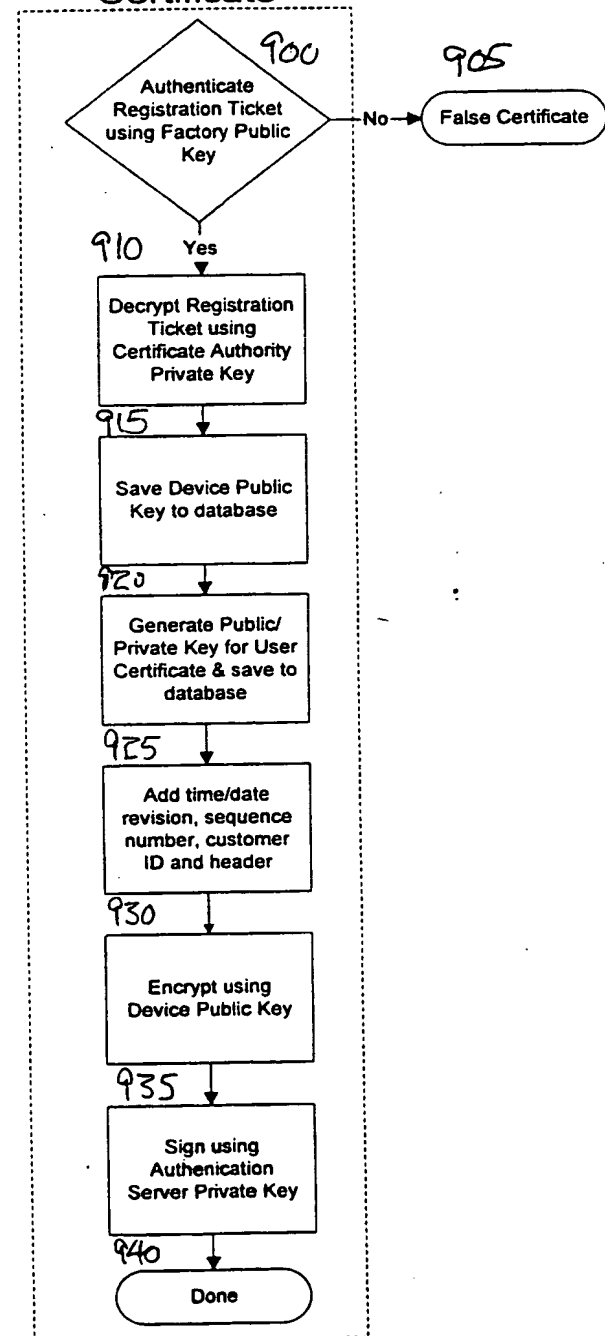 Certificate
900
905
Authenticate
Registration Ticket
using Factory Public
Key
No
False Certificate
910
Yes
Decrypt Registration
Ticket using
Certificate Authority
Private Key
915
Save Device Public
Key to database
920
Generate Public/
Private Key for User
Certificate & save to
database
925
Add time/date
revision, sequence
number, customer
ID and header
930
Encrypt using
Device Public Key
935
Sign using
Authenication
Server Private Key
940
Done